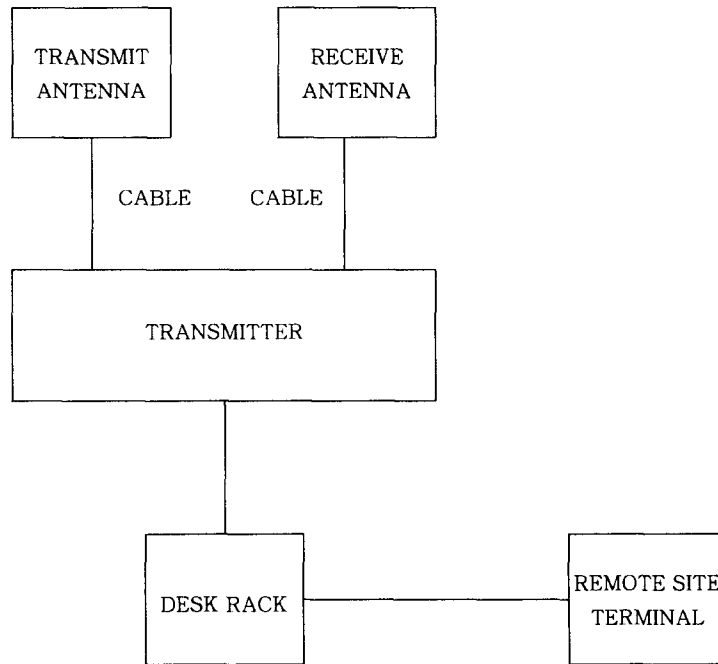 TRANSMIT
ANTENNA
RECEIVE
ANTENNA
CABLE
CABLE
TRANSMITTER
DESK RACK
REMOTE SITE
TERMINAL